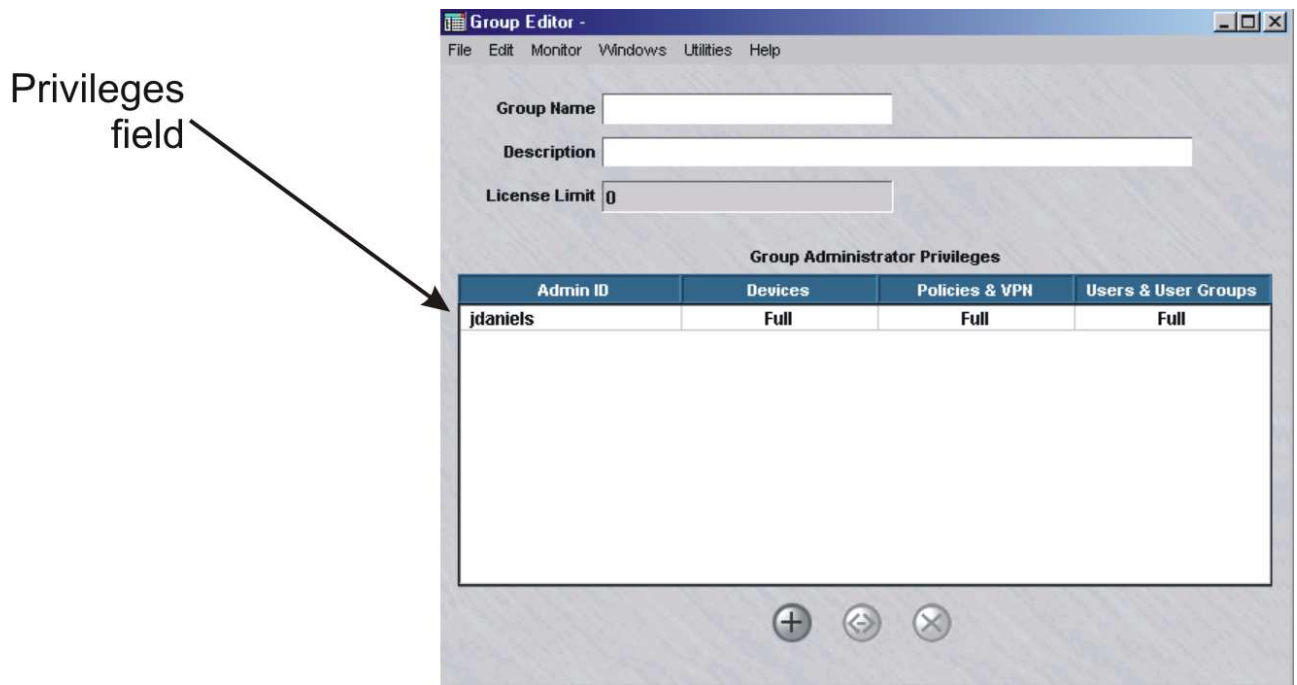 Privileges
field
Group Editor -
File Edit Monitor Windows Utilities Help
Group Name
Description
License Limit 0
Group Administrator Privileges
Admin ID Devices Policies & VPN Users & User Groups
jdaniels Full Full Full